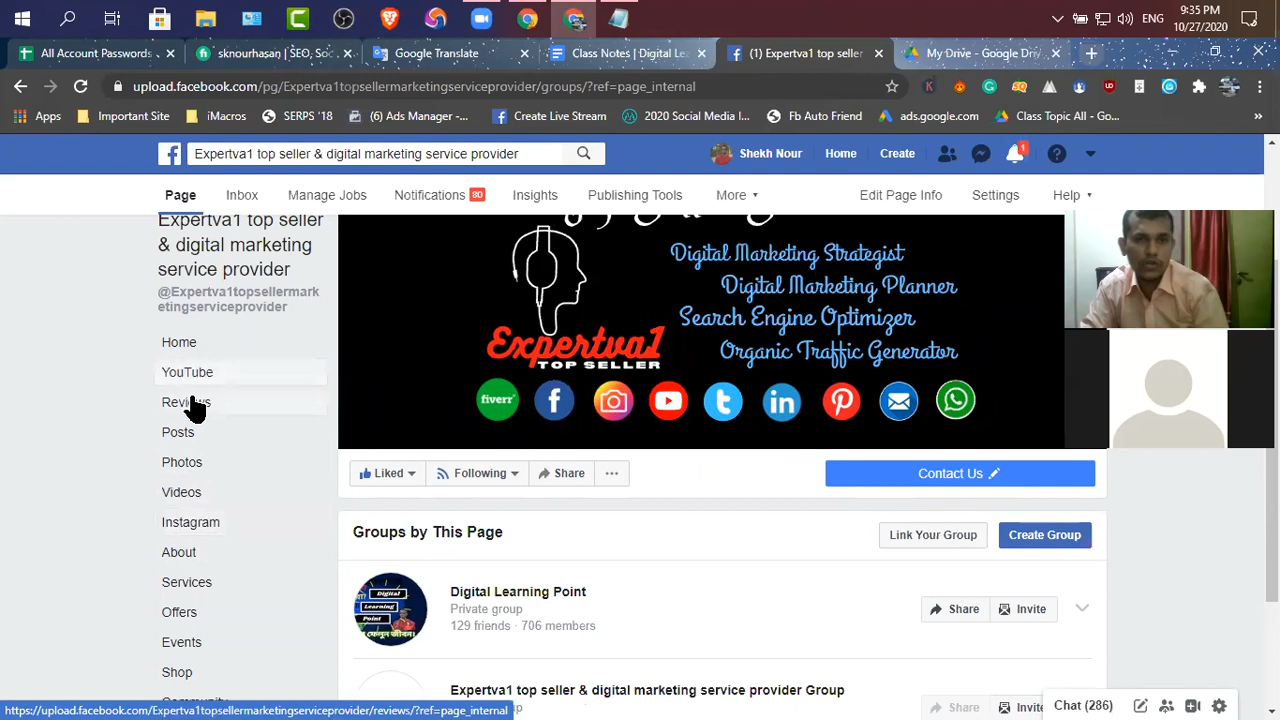 ENG
9:35 PM
10/27/2020
All Account Passwords
sknourhasan | SEO, Soc
Google Translate
Class Notes | Digital Le
(1) Expertva1 top seller
My Drive - Google Driv
upload.facebook.com/pg/Expertva1topsellermarketingserviceprovider/groups/?ref=page_internal
Apps
Important Site
iMacros
SERPS '18
(6) Ads Manager -...
Create Live Stream
2020 Social Media I...
Fb Auto Friend
ads.google.com
Class Topic All - Go...
Expertva1 top seller & digital marketing service provider
Shekh Nour
Home
Create
1
Page
Inbox
Manage Jobs
Notifications 80
Insights
Publishing Tools
More
Edit Page Info
Settings
Help
Expertva1 top seller
& digital marketing
service provider
@Expertva1topsellermark
etingserviceprovider
Home
YouTube
Reviews
Posts
Photos
Videos
Instagram
About
Services
Offers
Events
Shop
Community
Digital Marketing Strategist
Digital Marketing Planner
Search Engine Optimizer
Organic Traffic Generator
Expertva1
TOP SELLER
fiverr
Liked
Following
Share
Contact Us
Groups by This Page
Link Your Group
Create Group
Digital Learning Point
Private group
129 friends · 706 members
Share
Invite
Digital
Learning
Point
Expertva1 top seller & digital marketing service provider Group
Share
Chat (286)
https://upload.facebook.com/Expertva1topsellermarketingserviceprovider/reviews/?ref=page_internal